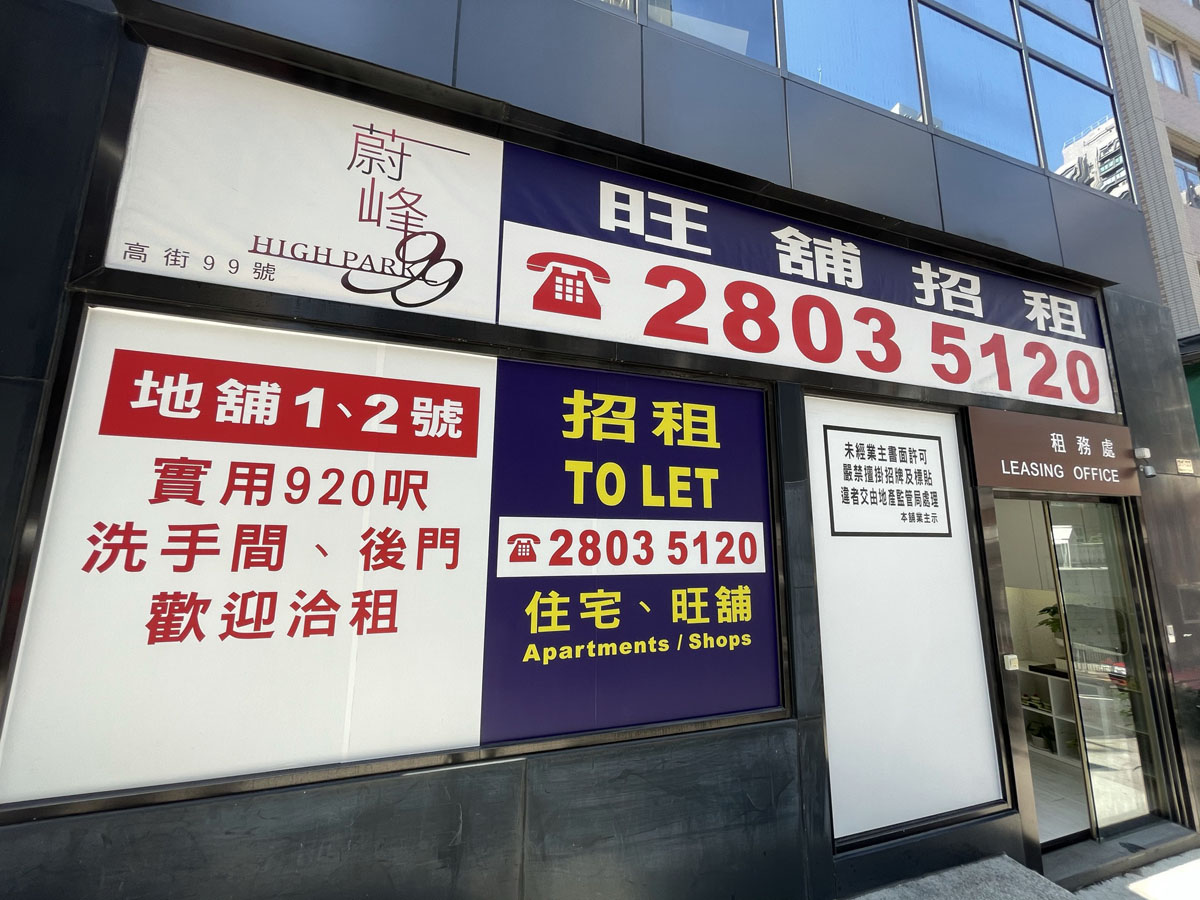 蔚
峰
HIGH PARK 99
高街99號
旺舖招租
2803 5120
地舖1、2號
實用920呎
洗手間、後門
歡迎洽租
招租
TO LET
2803 5120
住宅、旺舖
Apartments / Shops
未經業主書面許可
嚴禁擅掛招牌及標貼
違者交由地產監管局處理
本舖業主示
租務處
LEASING OFFICE